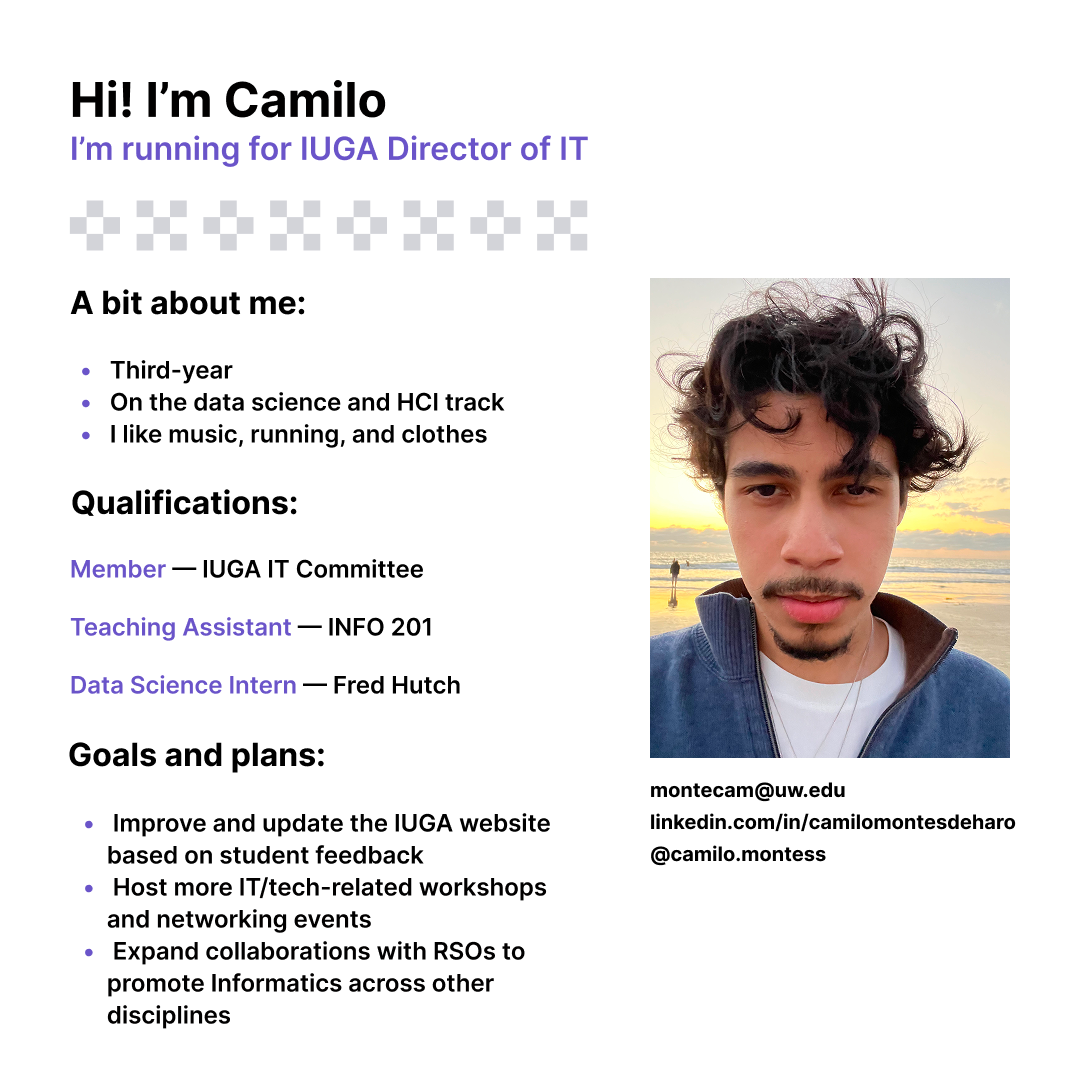 Hi! I’m Camilo
I’m running for IUGA Director of IT
A bit about me:
Third-year
On the data science and HCI track
I like music, running, and clothes
Qualifications:
Member — IUGA IT Committee
Teaching Assistant — INFO 201
Data Science Intern — Fred Hutch
Goals and plans:
Improve and update the IUGA website
based on student feedback
Host more IT/tech-related workshops
and networking events
Expand collaborations with RSOs to
promote Informatics across other
disciplines
montecam@uw.edu
linkedin.com/in/camilomontesdeharo
@camilo.montess